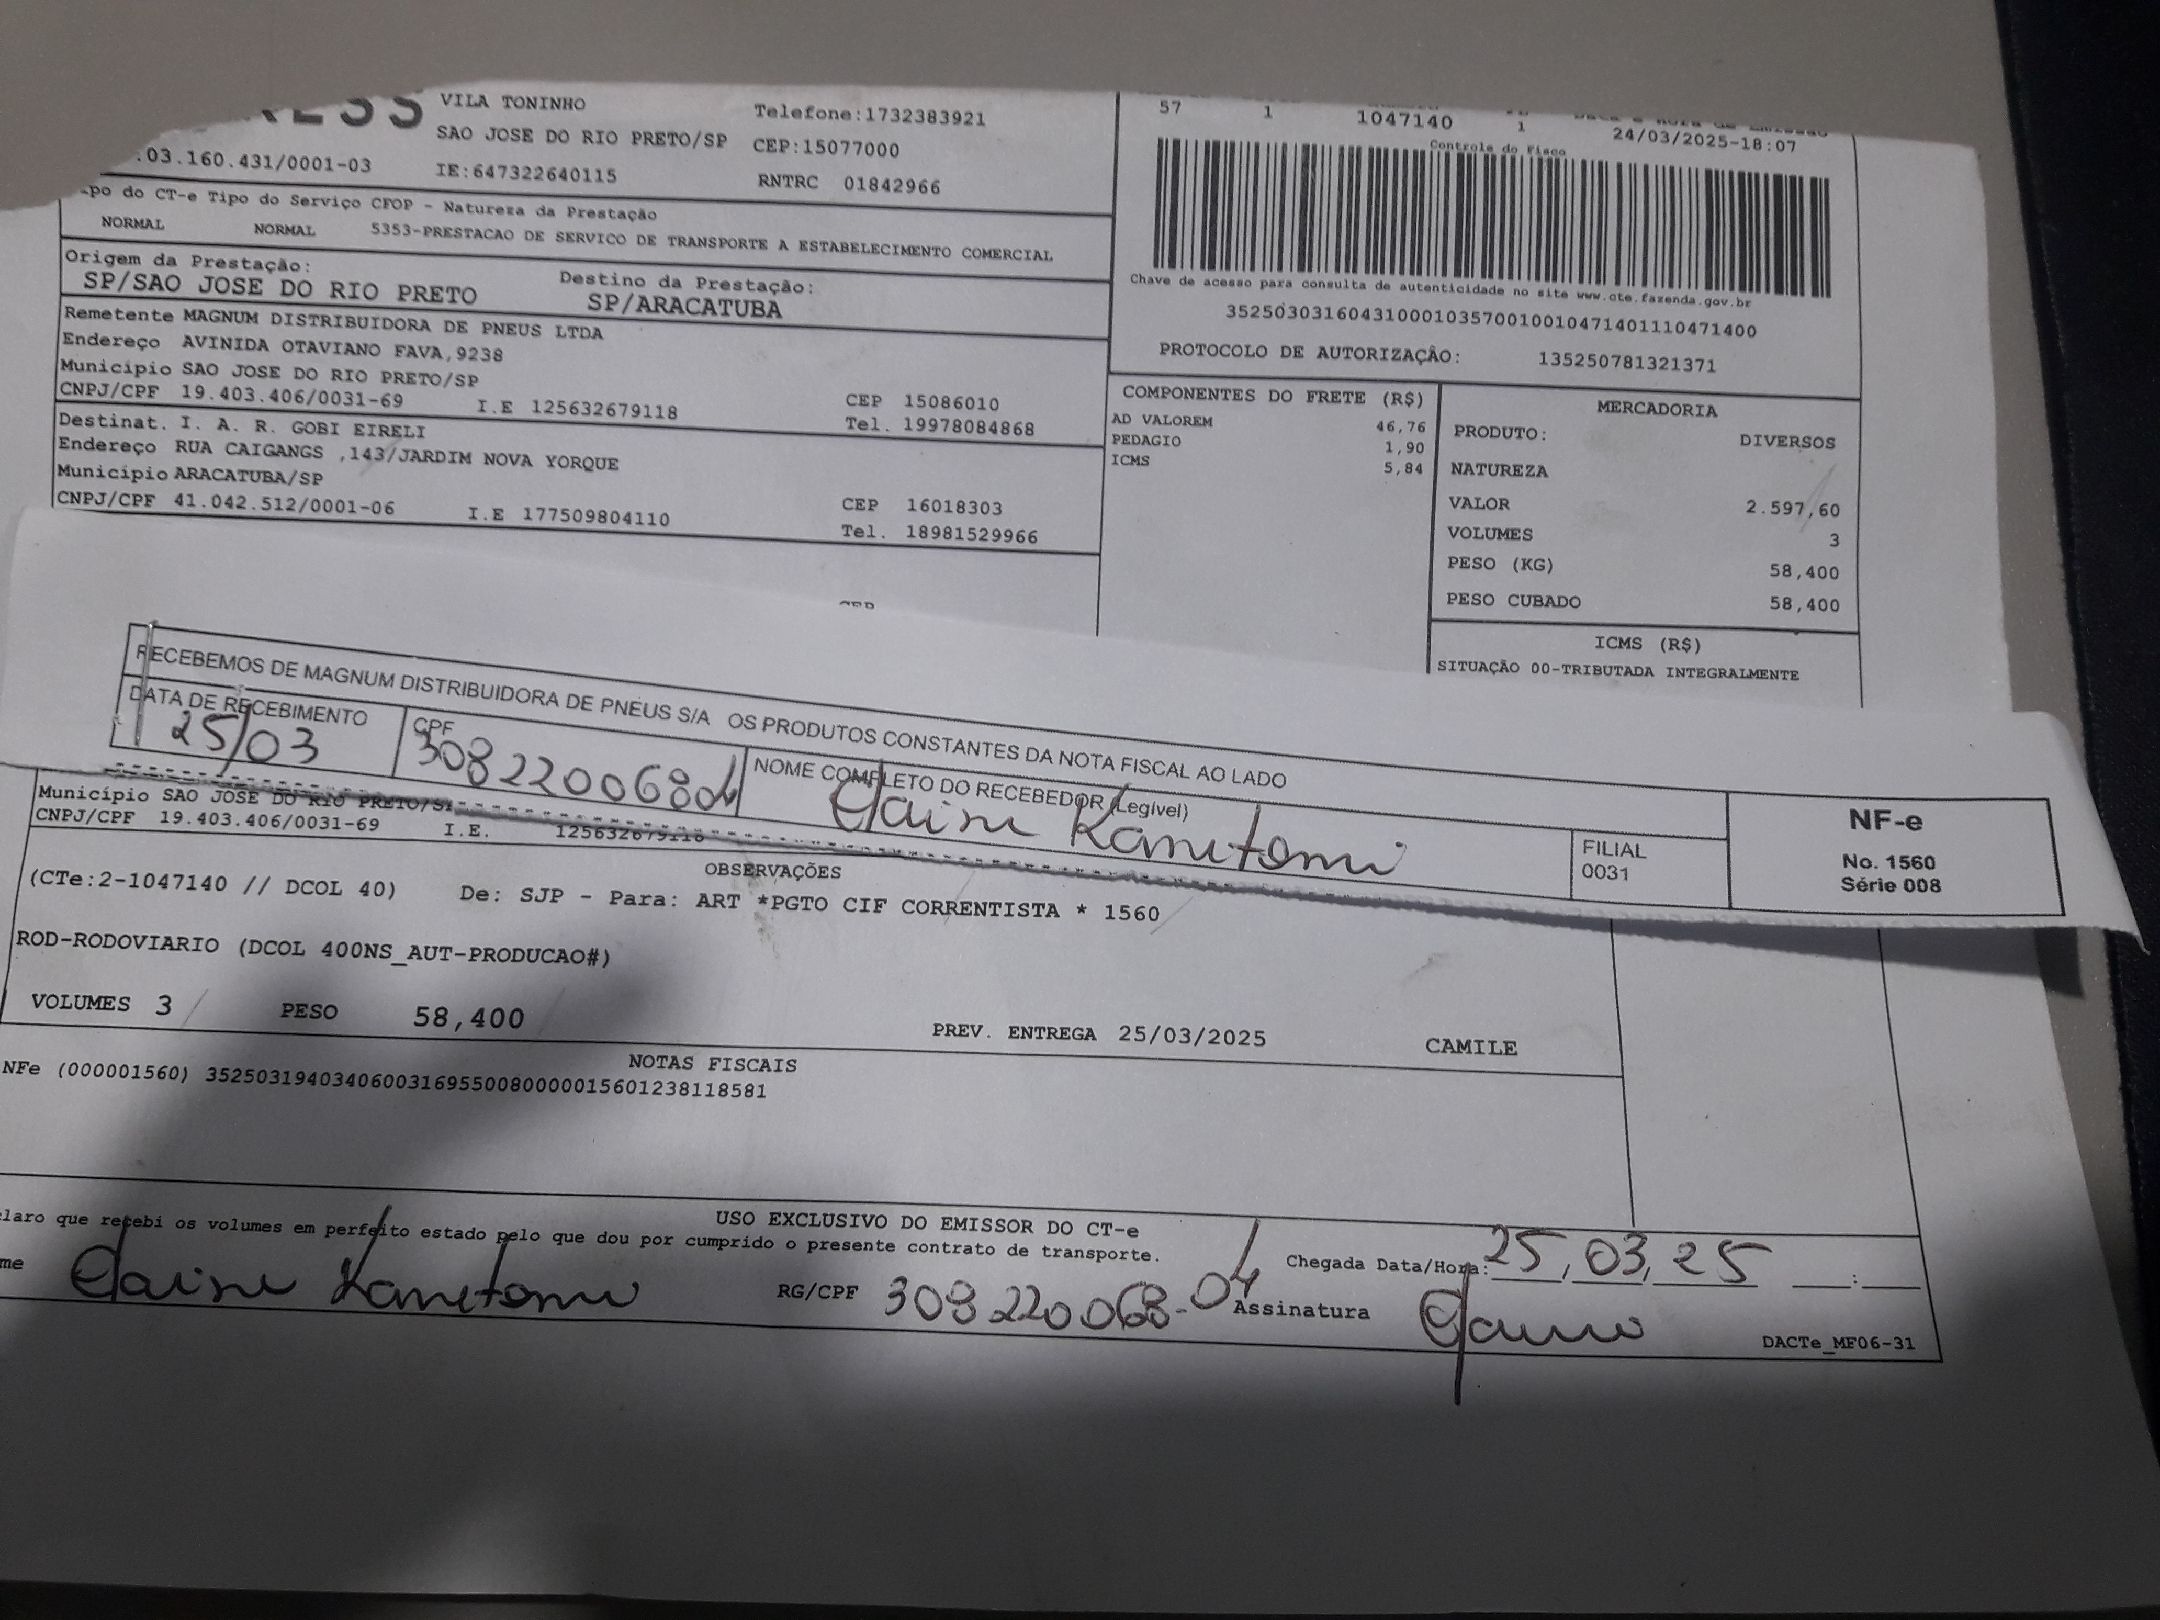 VILA TONINHO
SAO JOSE DO RIO PRETO/SP
.03.160.431/0001-03 IE:647322640115
Telefone:1732383921
CEP:15077000
RNTRC 01842966
57 1 1047140 1 24/03/2025-18:07
Controle do Fisco
po do CT-e Tipo do Serviço CFOP - Natureza da Prestação
NORMAL NORMAL 5353-PRESTACAO DE SERVICO DE TRANSPORTE A ESTABELECIMENTO COMERCIAL
Origem da Prestação: Destino da Prestação:
SP/SAO JOSE DO RIO PRETO SP/ARACATUBA
Chave de acesso para consulta de autenticidade no site www.cte.fazenda.gov.br
35250303160431000103570010010471401110471400
PROTOCOLO DE AUTORIZAÇÂO: 135250781321371
Remetente MAGNUM DISTRIBUIDORA DE PNEUS LTDA
Endereço AVINIDA OTAVIANO FAVA,9238
Município SAO JOSE DO RIO PRETO/SP
CNPJ/CPF 19.403.406/0031-69 I.E 125632679118
CEP 15086010
Tel. 19978084868
Destinat. I. A. R. GOBI EIRELI
Endereço RUA CAIGANGS ,143/JARDIM NOVA YORQUE
Município ARACATUBA/SP
CNPJ/CPF 41.042.512/0001-06 I.E 177509804110
CEP 16018303
Tel. 18981529966
COMPONENTES DO FRETE (R$)
AD VALOREM 46,76
PEDAGIO 1,90
ICMS 5,84
MERCADORIA
PRODUTO: DIVERSOS
NATUREZA
VALOR 2.597,60
VOLUMES 3
PESO (KG) 58,400
PESO CUBADO 58,400
ICMS (R$)
SITUAÇÃO 00-TRIBUTADA INTEGRALMENTE
CEP
RECEBEMOS DE MAGNUM DISTRIBUIDORA DE PNEUS S/A OS PRODUTOS CONSTANTES DA NOTA FISCAL AO LADO
DATA DE RECEBIMENTO CPF NOME COMPLETO DO RECEBEDOR (Legível)
25/03 30822006804 Elaine Kanetomi
FILIAL
0031
NF-e
No. 1560
Série 008
Município SAO JOSE DO RIO PRETO/SP
CNPJ/CPF 19.403.406/0031-69 I.E. 125632679118
OBSERVAÇÕES
(CTe:2-1047140 // DCOL 40) De: SJP - Para: ART *PGTO CIF CORRENTISTA * 1560
ROD-RODOVIARIO (DCOL 400NS_AUT-PRODUCAO#)
VOLUMES 3 PESO 58,400 PREV. ENTREGA 25/03/2025 CAMILE
NOTAS FISCAIS
NFe (000001560) 35250319403406003169550080000015601238118581
USO EXCLUSIVO DO EMISSOR DO CT-e
claro que recebi os volumes em perfeito estado pelo que dou por cumprido o presente contrato de transporte.
me Elaine Kanetomi RG/CPF 308220068-04
Chegada Data/Hora: 25,03,25 :
Assinatura Elaine
DACTe_MF06-31